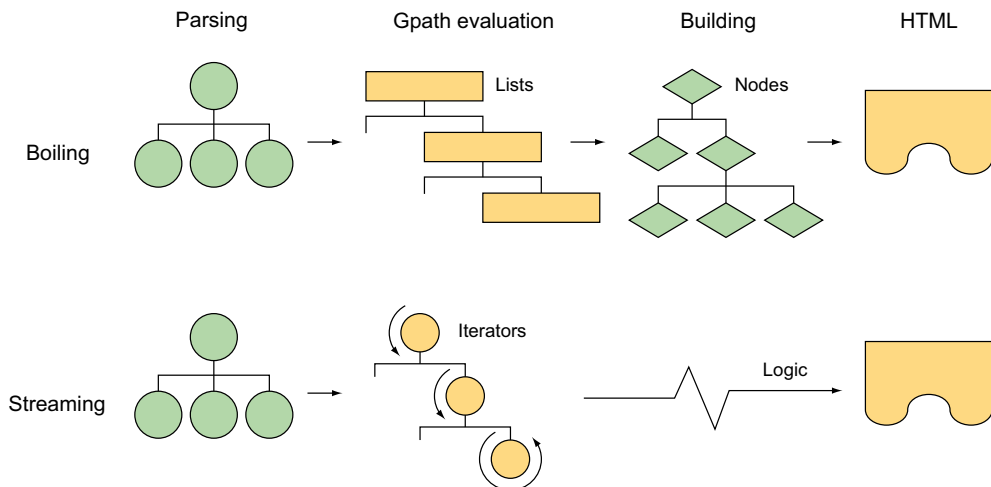 Parsing
Gpath evaluation
Building
HTML
Boiling
Lists
Nodes
Streaming
Iterators
Logic